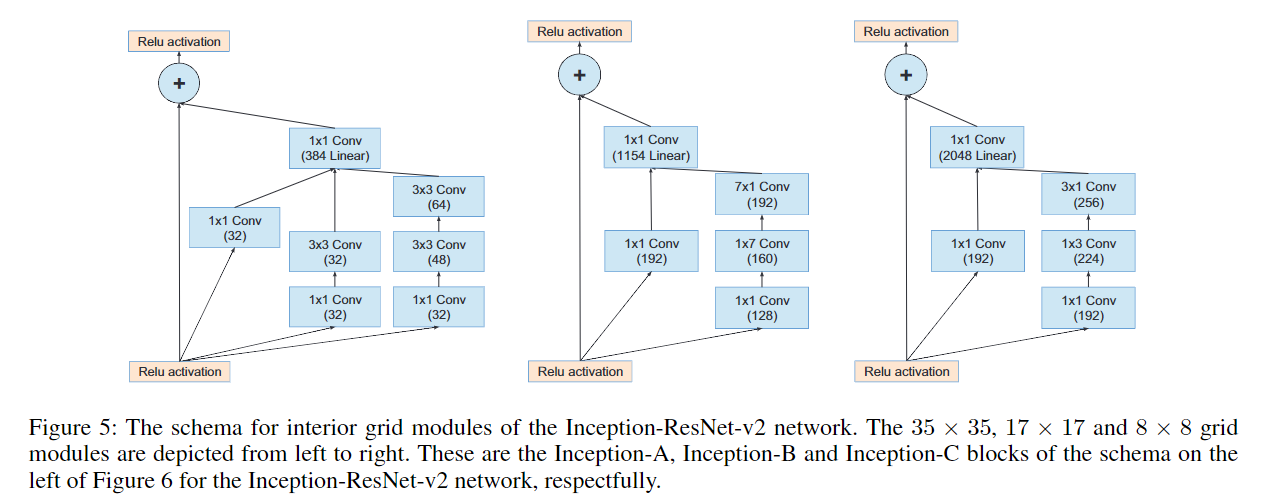 Relu activation
+
1x1 Conv
(384 Linear)
3x3 Conv
(64)
1x1 Conv
(32)
3x3 Conv
(32)
3x3 Conv
(48)
1x1 Conv
(32)
1x1 Conv
(32)
Relu activation
Relu activation
+
1x1 Conv
(1154 Linear)
7x1 Conv
(192)
1x1 Conv
(192)
1x7 Conv
(160)
1x1 Conv
(128)
Relu activation
Relu activation
+
1x1 Conv
(2048 Linear)
3x1 Conv
(256)
1x1 Conv
(192)
1x3 Conv
(224)
1x1 Conv
(192)
Relu activation
Figure 5: The schema for interior grid modules of the Inception-ResNet-v2 network. The 35 × 35, 17 × 17 and 8 × 8 grid
modules are depicted from left to right. These are the Inception-A, Inception-B and Inception-C blocks of the schema on the
left of Figure 6 for the Inception-ResNet-v2 network, respectfully.